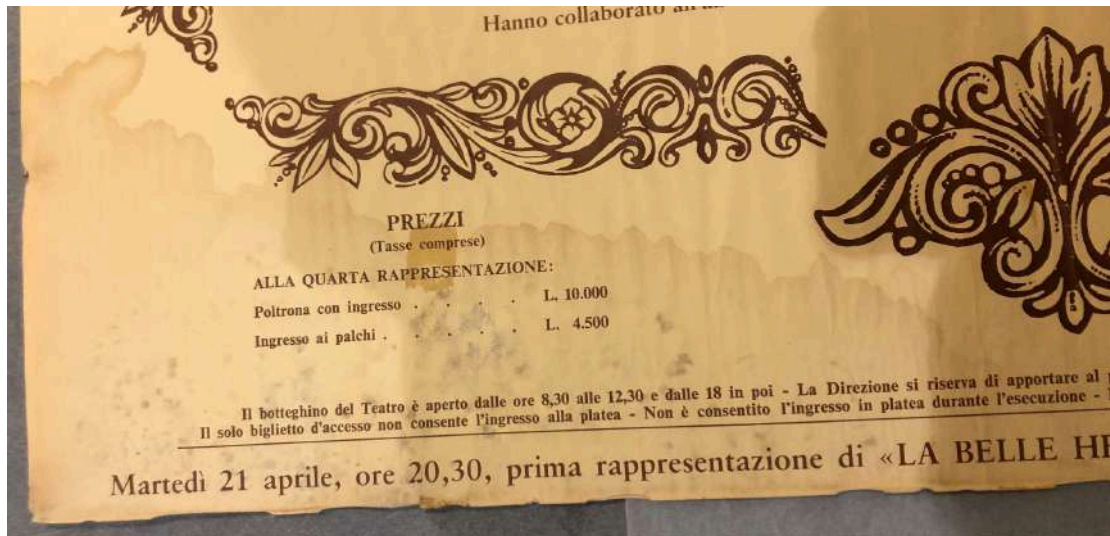 Hanno collaborato
PREZZI
(Tasse comprese)
ALLA QUARTA RAPPRESENTAZIONE:
Poltrona con ingresso . . . . L. 10.000
Ingresso ai palchi . . . . . L. 4.500
Il botteghino del Teatro è aperto dalle ore 8,30 alle 12,30 e dalle 18 in poi - La Direzione si riserva di apportare al
Il solo biglietto d'accesso non consente l'ingresso alla platea - Non è consentito l'ingresso in platea durante l'esecuzione -
Martedì 21 aprile, ore 20,30, prima rappresentazione di «LA BELLE